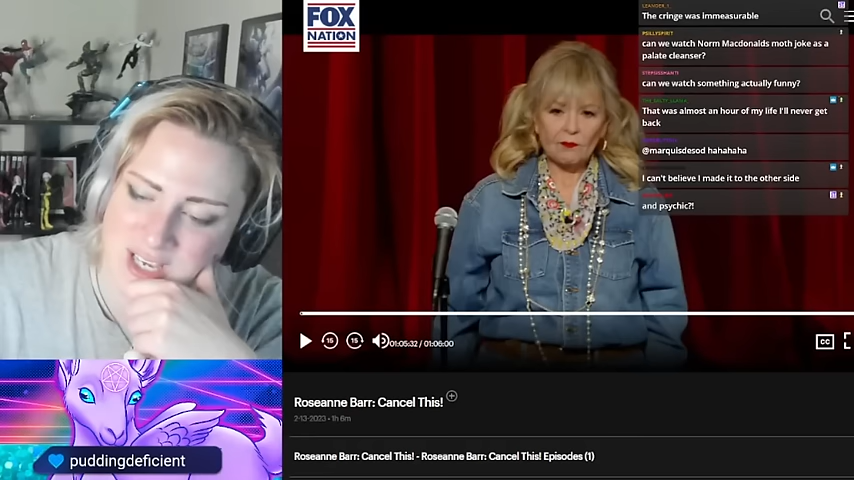 FOX
NATION
The cringe was immeasurable
can we watch Norm Macdonalds moth joke as a
palate cleanser?
can we watch something actually funny?
That was almost an hour of my life I'll never get
back
@marquisdesod hahahaha
I can't believe I made it to the other side
and psychic?!
15
15
01:05:32 / 01:06:00
CC
Roseanne Barr: Cancel This!
2-13-2023 • 1h 6m
Roseanne Barr: Cancel This! - Roseanne Barr: Cancel This! Episodes (1)
puddingdeficient